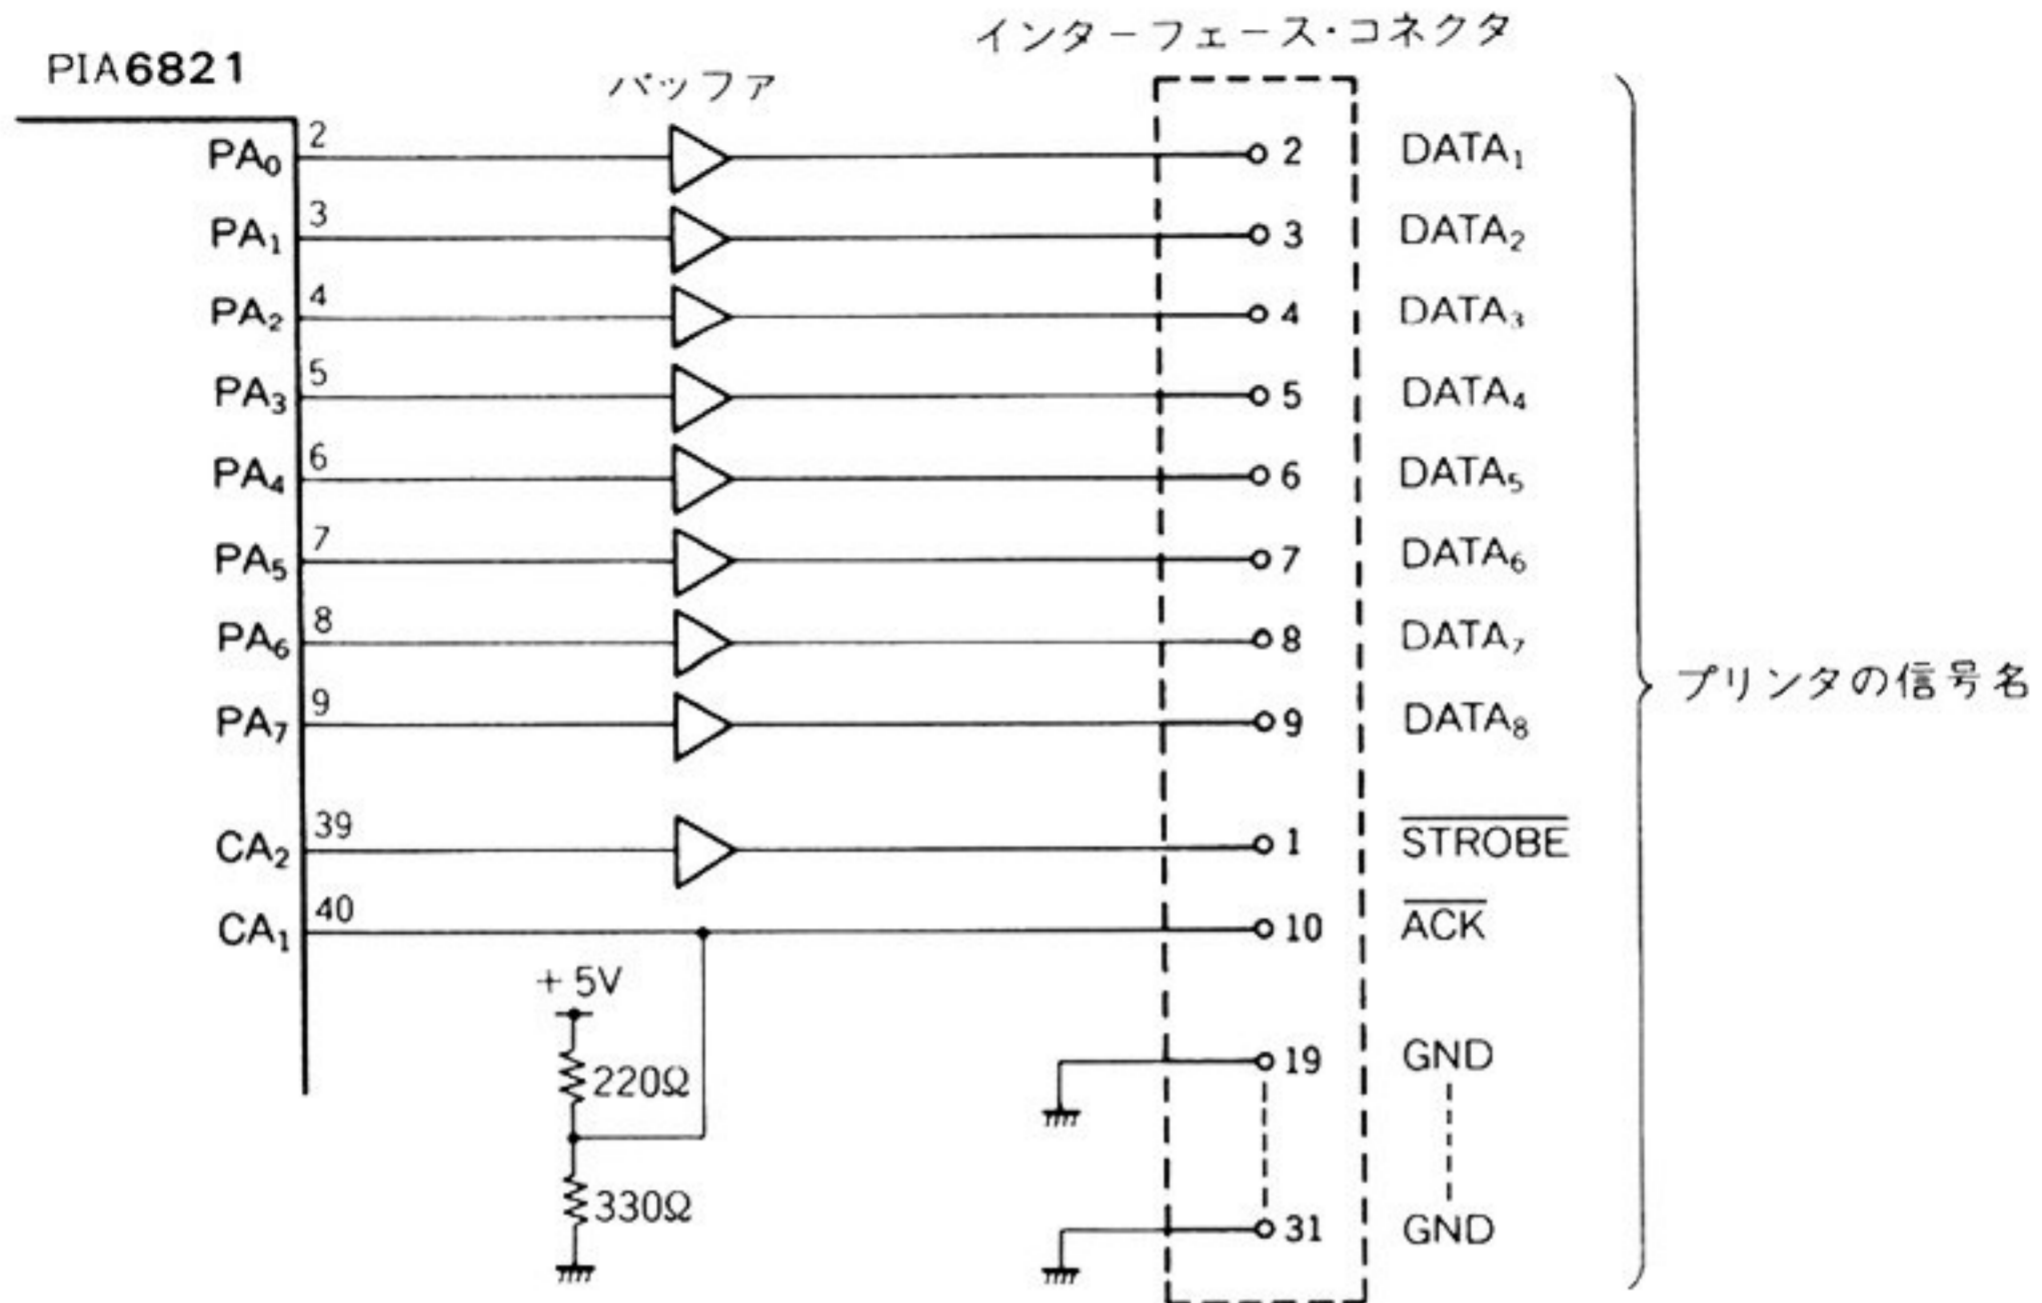 インターフェース・コネクタ
PIA6821
バッファ
PA₀ 2 2 DATA₁
PA₁ 3 3 DATA₂
PA₂ 4 4 DATA₃
PA₃ 5 5 DATA₄
PA₄ 6 6 DATA₅
PA₅ 7 7 DATA₆
PA₆ 8 8 DATA₇
PA₇ 9 9 DATA₈
プリンタの信号名
CA₂ 39 1 STROBE
CA₁ 40 10 ACK
+5V
220Ω
330Ω
19 GND
31 GND